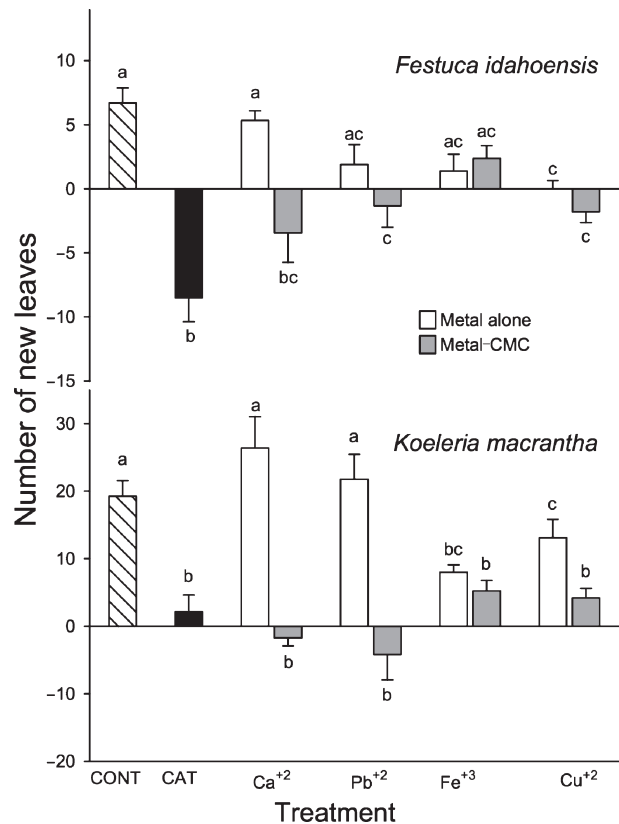 Festuca idahoensis
10
5
0
−5
−10
−15
a
b
a
bc
ac
c
ac
ac
c
c
Metal alone
Metal–CMC
Number of new leaves
Koeleria macrantha
30
20
10
0
−10
−20
a
b
a
b
a
b
bc
b
c
b
CONT CAT Ca+2 Pb+2 Fe+3 Cu+2
Treatment